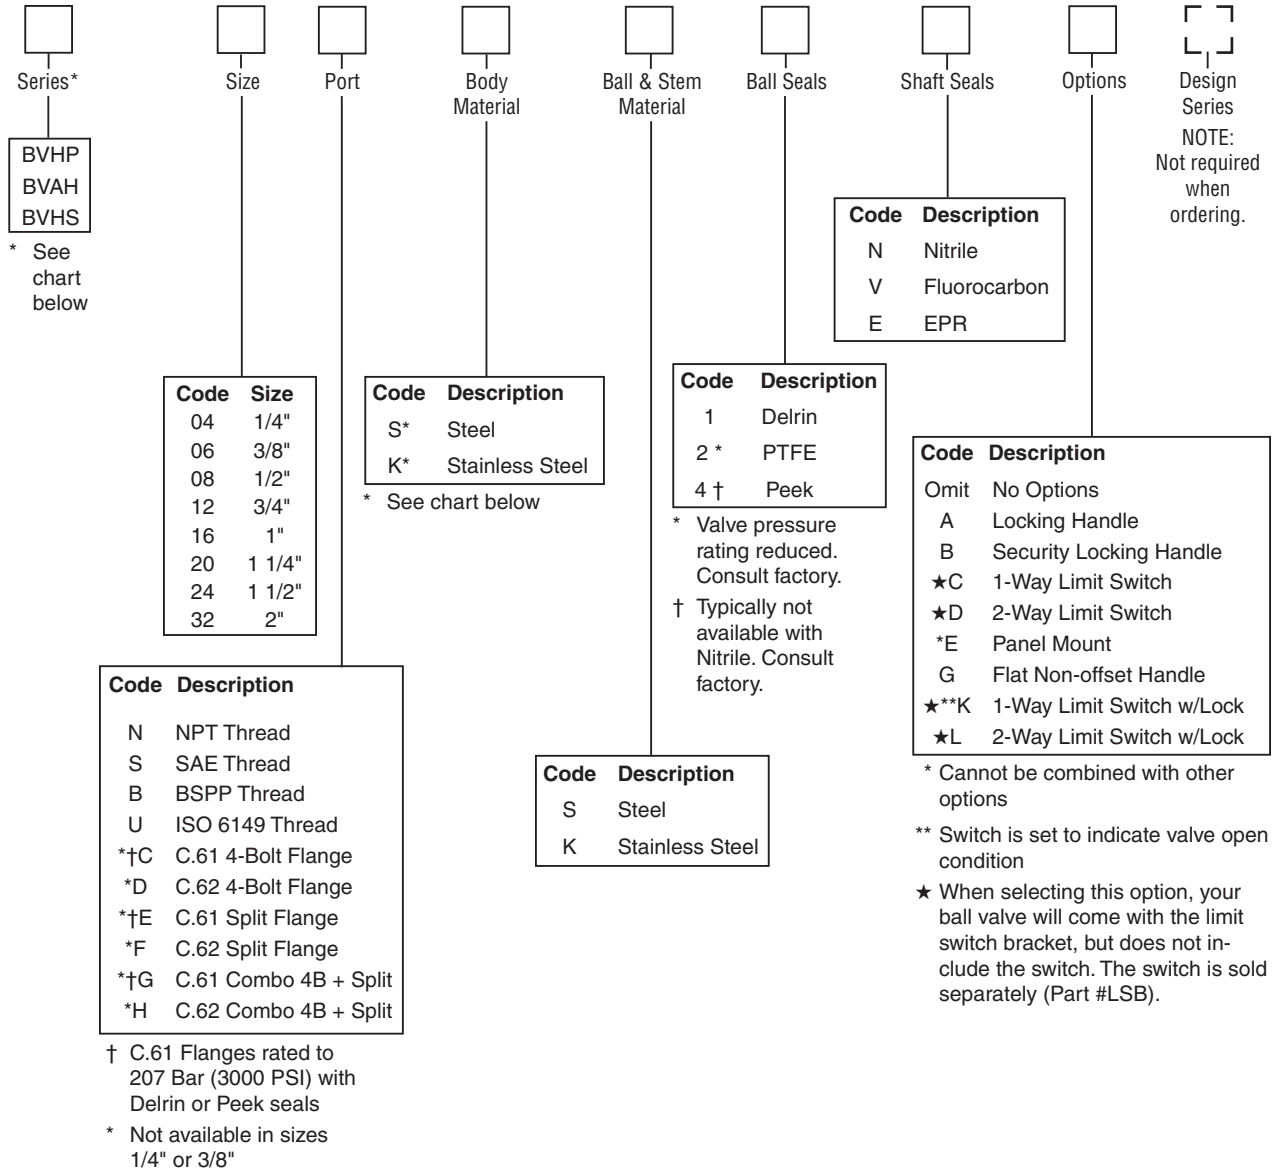 Series*
Size
Port
Body
Material
Ball & Stem
Material
Ball Seals
Shaft Seals
Options
Design
Series
NOTE:
Not required
when
ordering.
BVHP
BVAH
BVHS
* See
chart
below
Code Size
04 1/4"
06 3/8"
08 1/2"
12 3/4"
16 1"
20 1 1/4"
24 1 1/2"
32 2"
Code Description
N NPT Thread
S SAE Thread
B BSPP Thread
U ISO 6149 Thread
*†C C.61 4-Bolt Flange
*D C.62 4-Bolt Flange
*†E C.61 Split Flange
*F C.62 Split Flange
*†G C.61 Combo 4B + Split
*H C.62 Combo 4B + Split
† C.61 Flanges rated to
207 Bar (3000 PSI) with
Delrin or Peek seals
* Not available in sizes
1/4" or 3/8"
Code Description
S* Steel
K* Stainless Steel
* See chart below
Code Description
S Steel
K Stainless Steel
Code Description
1 Delrin
2 * PTFE
4 † Peek
* Valve pressure
rating reduced.
Consult factory.
† Typically not
available with
Nitrile. Consult
factory.
Code Description
N Nitrile
V Fluorocarbon
E EPR
Code Description
Omit No Options
A Locking Handle
B Security Locking Handle
★C 1-Way Limit Switch
★D 2-Way Limit Switch
*E Panel Mount
G Flat Non-offset Handle
★**K 1-Way Limit Switch w/Lock
★L 2-Way Limit Switch w/Lock
* Cannot be combined with other
options
** Switch is set to indicate valve open
condition
★ When selecting this option, your
ball valve will come with the limit
switch bracket, but does not in-
clude the switch. The switch is sold
separately (Part #LSB).